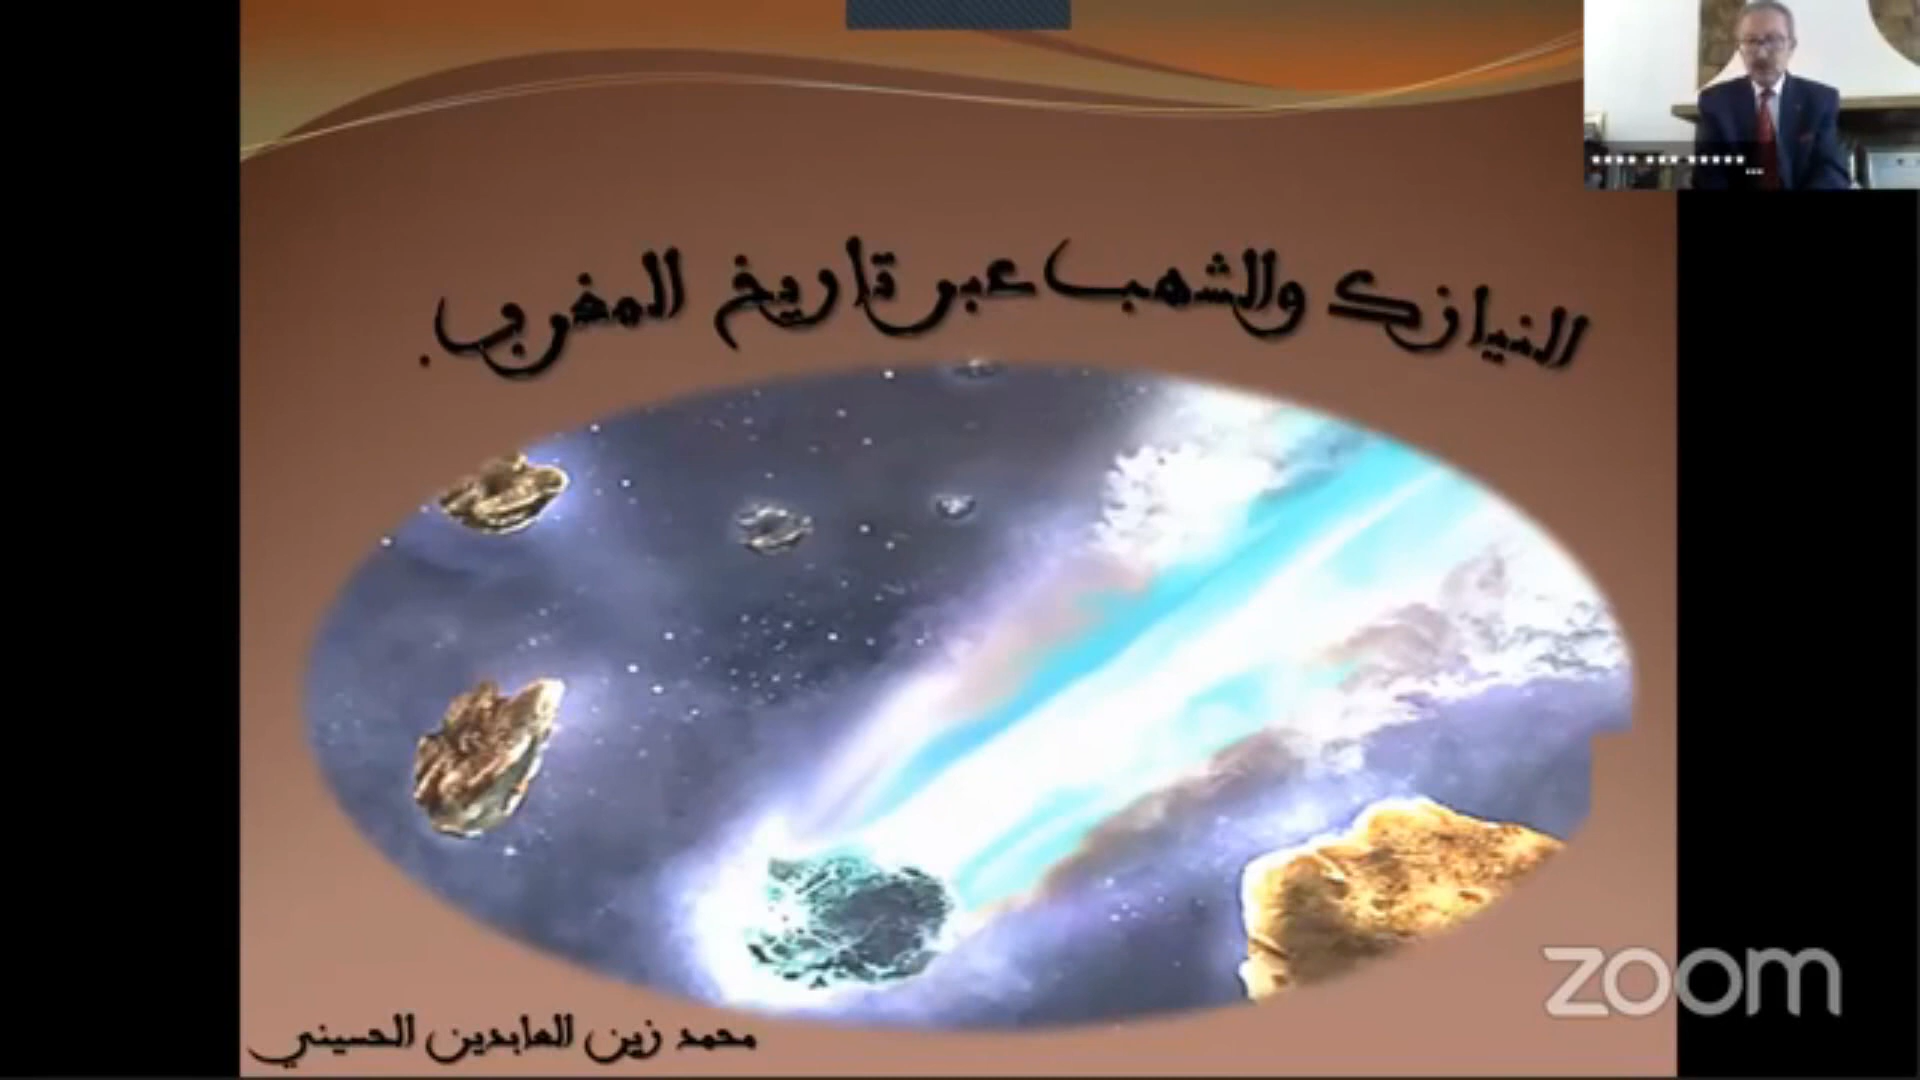 النيازك والشهب عبر تاريخ المغرب.
محمد زين العابدين الحسيني
zoom